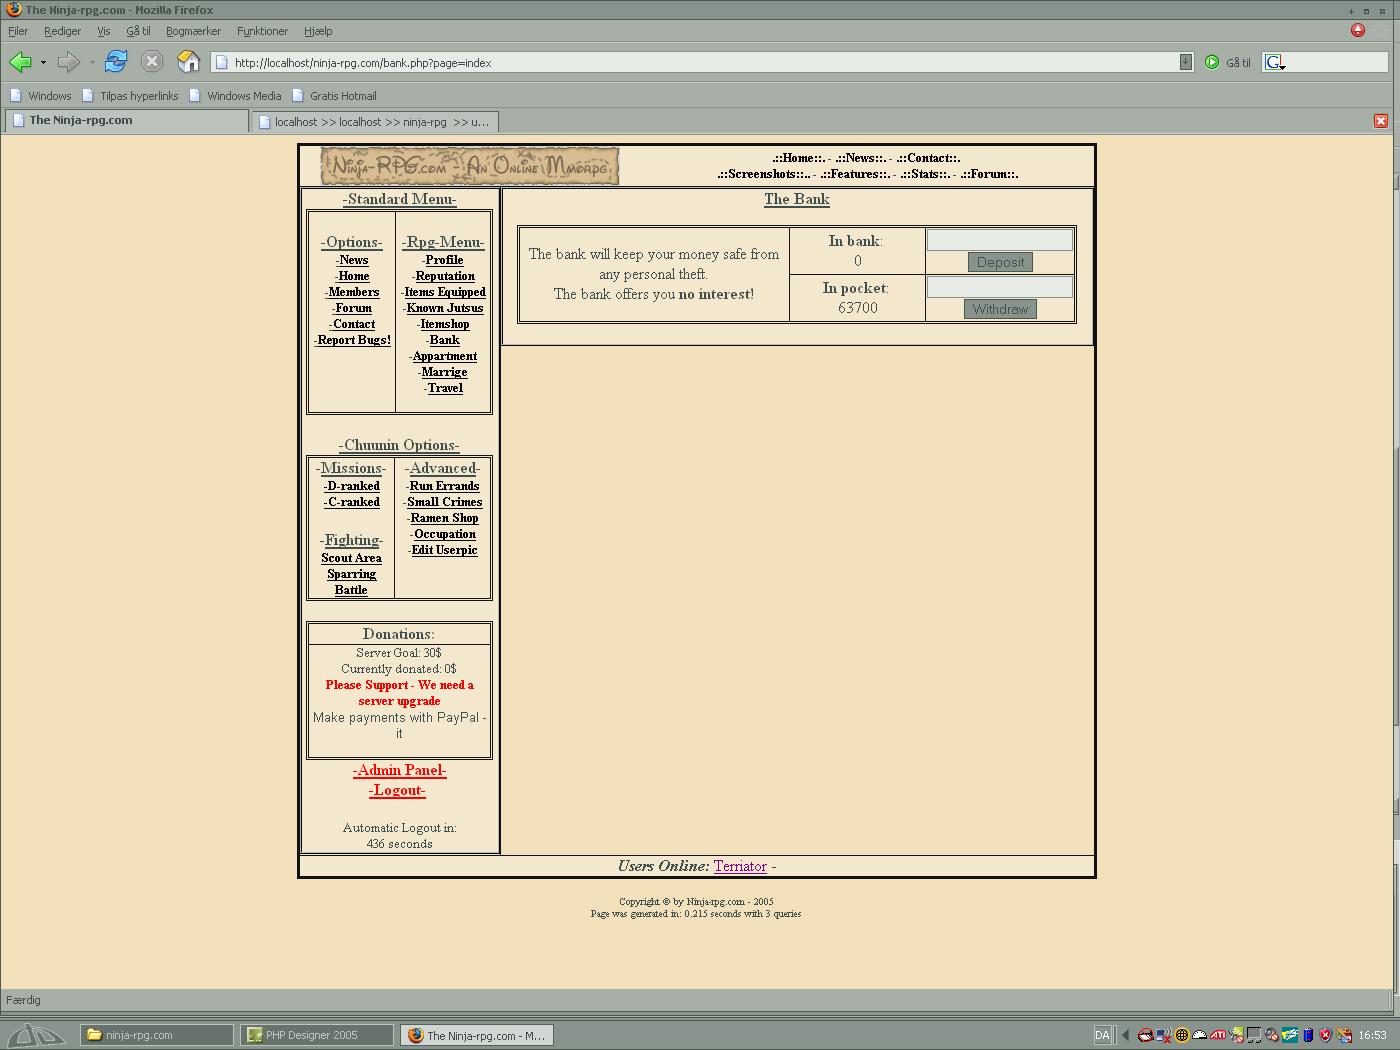 The Ninja-rpg.com - Mozilla Firefox
Filer Rediger Vis Gå til Bogmærker Funktioner Hjælp
http://localhost/ninja-rpg.com/bank.php?page=index
Gå til
G
Windows Tilpas hyperlinks Windows Media Gratis Hotmail
The Ninja-rpg.com
localhost >> localhost >> ninja-rpg >> u...
Ninja-RPG.com - An Online Mmorpg
.::Home::. - .::News::. - .::Contact::.
.::Screenshots::.. - .::Features::. - .::Stats::. - .::Forum::.
-Standard Menu-
-Options-
-News
-Home
-Members
-Forum
-Contact
-Report Bugs!
-Rpg-Menu-
-Profile
-Reputation
-Items Equipped
-Known Jutsus
-Itemshop
-Bank
-Appartment
-Marrige
-Travel
-Chuunin Options-
-Missions-
-D-ranked
-C-ranked
-Fighting-
Scout Area
Sparring
Battle
-Advanced-
-Run Errands
-Small Crimes
-Ramen Shop
-Occupation
-Edit Userpic
Donations:
Server Goal: 30$
Currently donated: 0$
Please Support - We need a
server upgrade
Make payments with PayPal -
it
-Admin Panel-
-Logout-
Automatic Logout in:
436 seconds
The Bank
The bank will keep your money safe from
any personal theft.
The bank offers you no interest!
In bank:
0
Deposit
In pocket:
63700
Withdraw
Users Online: Terriator -
Copyright © by Ninja-rpg.com - 2005
Page was generated in: 0.215 seconds with 3 queries
Færdig
ninja-rpg.com
PHP Designer 2005
The Ninja-rpg.com - M...
DA
ATI
16:53